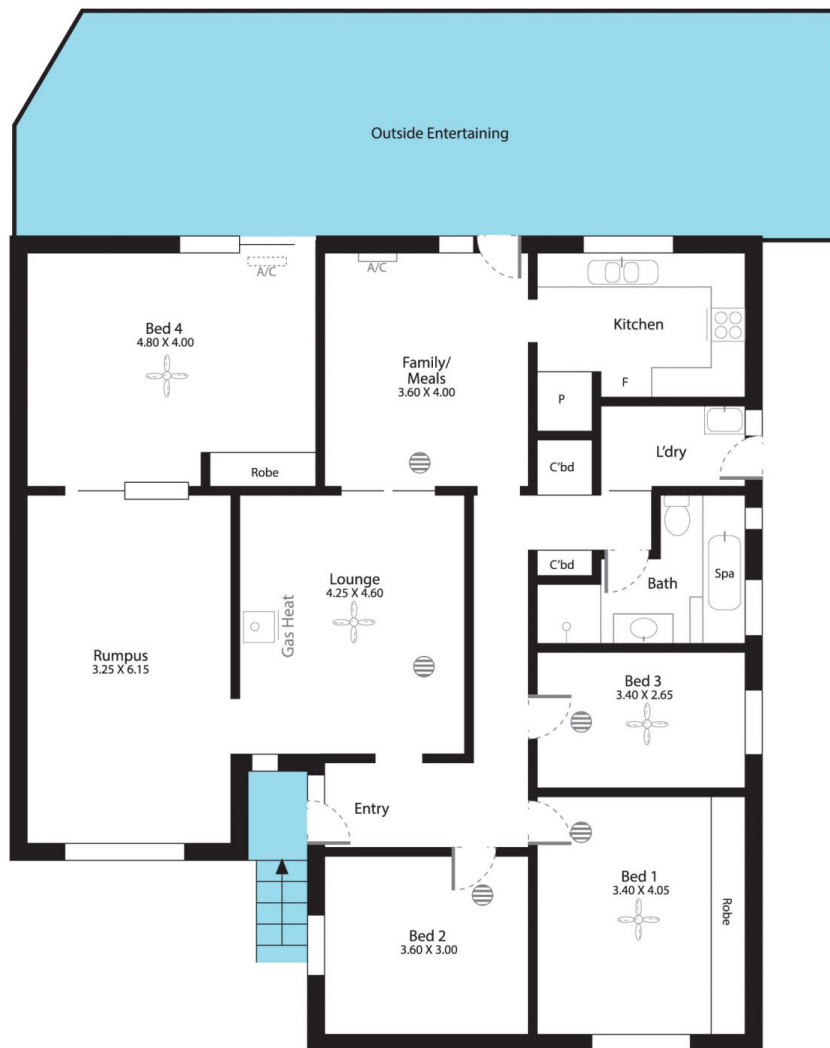 Outside Entertaining
A/C
A/C
Bed 4
4.80 X 4.00
Kitchen
Family/
Meals
3.60 X 4.00
F
P
Robe
C'bd
L'dry
C'bd
Bath
Spa
Lounge
4.25 X 4.60
Gas Heat
Rumpus
3.25 X 6.15
Bed 3
3.40 X 2.65
Entry
Bed 1
3.40 X 4.05
Robe
Bed 2
3.60 X 3.00